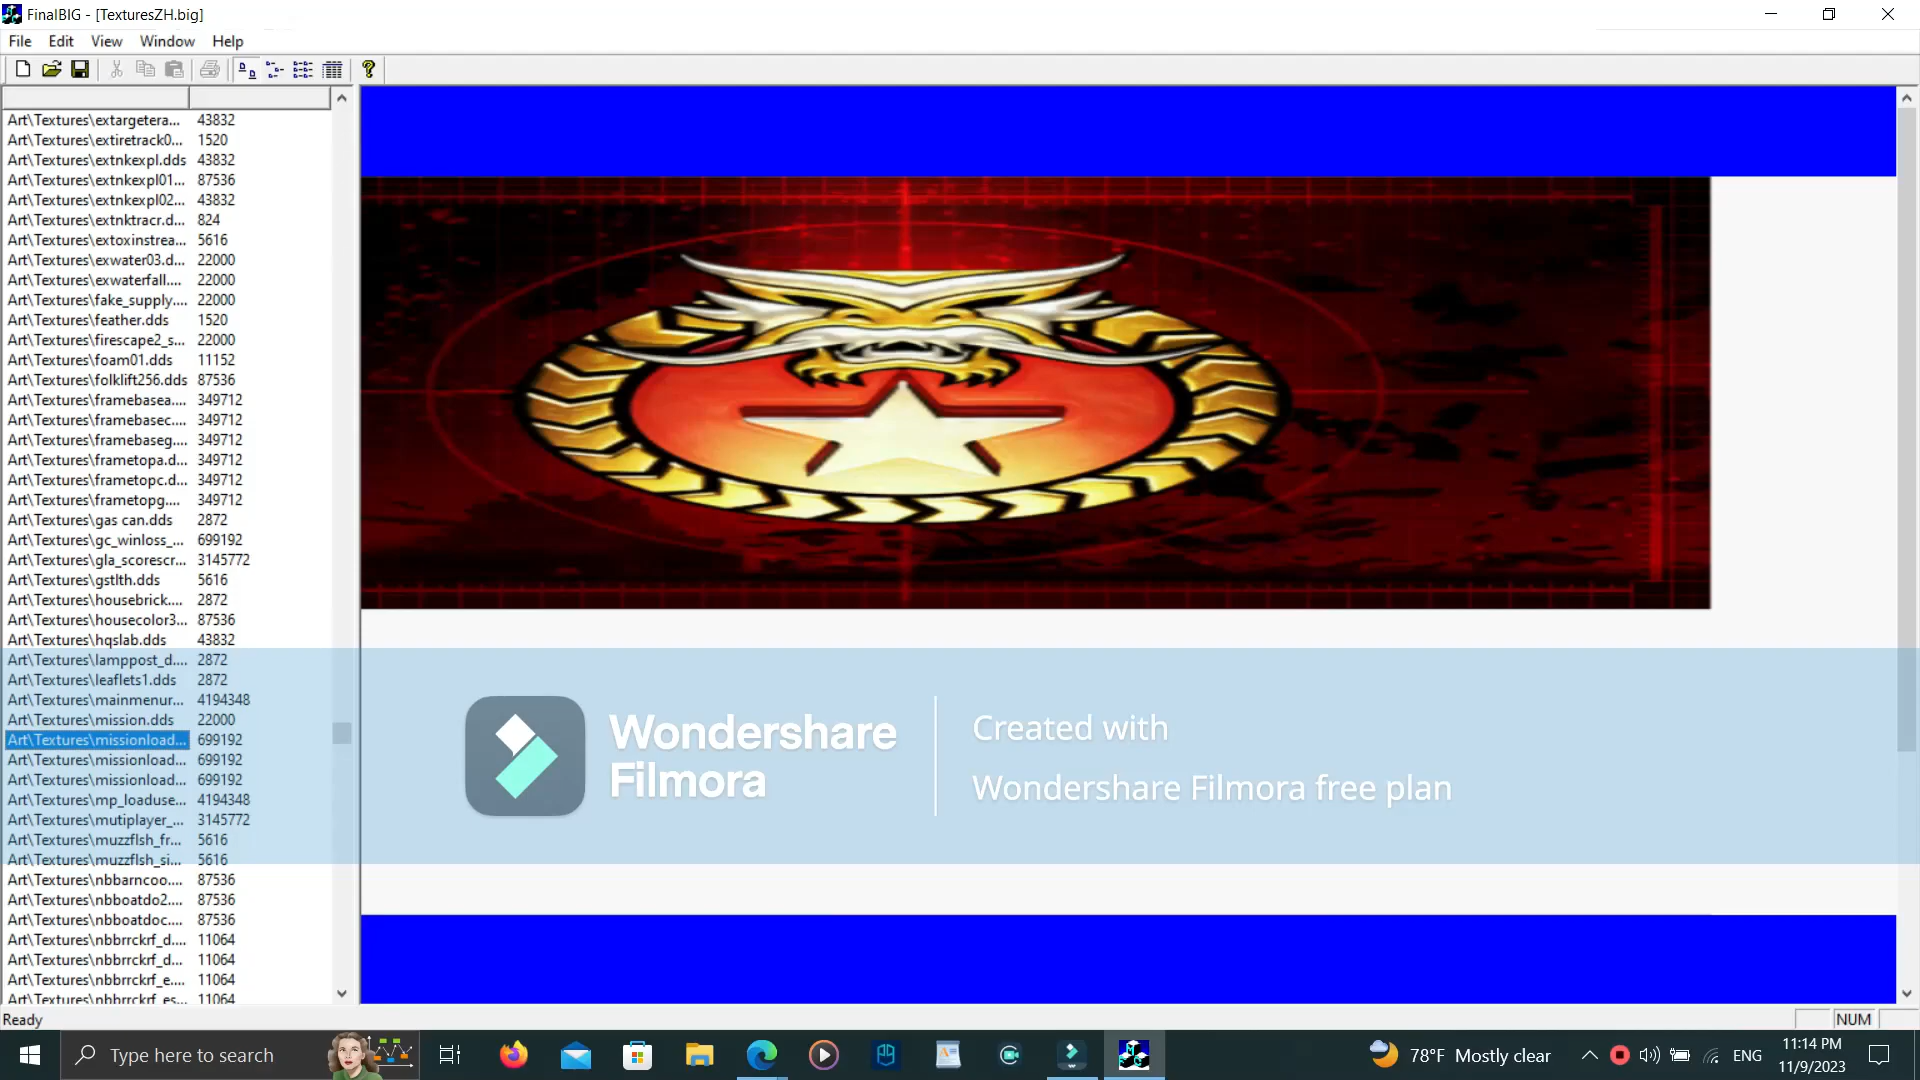 FinalBIG - [TexturesZH.big]
File Edit View Window Help
Art\Textures\extargetera... 43832
Art\Textures\extiretrack0... 1520
Art\Textures\extnkexpl.dds 43832
Art\Textures\extnkexpl01... 87536
Art\Textures\extnkexpl02... 43832
Art\Textures\extnktracr.d... 824
Art\Textures\extoxinstrea... 5616
Art\Textures\exwater03.d... 22000
Art\Textures\exwaterfall.... 22000
Art\Textures\fake_supply.... 22000
Art\Textures\feather.dds 1520
Art\Textures\firescape2_s... 22000
Art\Textures\foam01.dds 11152
Art\Textures\folklift256.dds 87536
Art\Textures\framebasea.... 349712
Art\Textures\framebasec.... 349712
Art\Textures\framebaseg.... 349712
Art\Textures\frametopa.d... 349712
Art\Textures\frametopc.d... 349712
Art\Textures\frametopg.... 349712
Art\Textures\gas can.dds 2872
Art\Textures\gc_winloss_... 699192
Art\Textures\gla_scorescr... 3145772
Art\Textures\gstlth.dds 5616
Art\Textures\housebrick.... 2872
Art\Textures\housecolor3... 87536
Art\Textures\hqslab.dds 43832
Art\Textures\lamppost_d.... 2872
Art\Textures\leaflets1.dds 2872
Art\Textures\mainmenur... 4194348
Art\Textures\mission.dds 22000
Art\Textures\missionload... 699192
Art\Textures\missionload... 699192
Art\Textures\missionload... 699192
Art\Textures\mp_loaduse... 4194348
Art\Textures\mutiplayer_... 3145772
Art\Textures\muzzflsh_fr... 5616
Art\Textures\muzzflsh_si... 5616
Art\Textures\nbbarncoo.... 87536
Art\Textures\nbboatdo2.... 87536
Art\Textures\nbboatdoc.... 87536
Art\Textures\nbbrrckrf_d.... 11064
Art\Textures\nbbrrckrf_d... 11064
Art\Textures\nbbrrckrf_e.... 11064
Art\Textures\nbbrrckrf_es... 11064
Wondershare
Filmora
Created with
Wondershare Filmora free plan
Ready
NUM
Type here to search
78°F Mostly clear
ENG
11:14 PM
11/9/2023